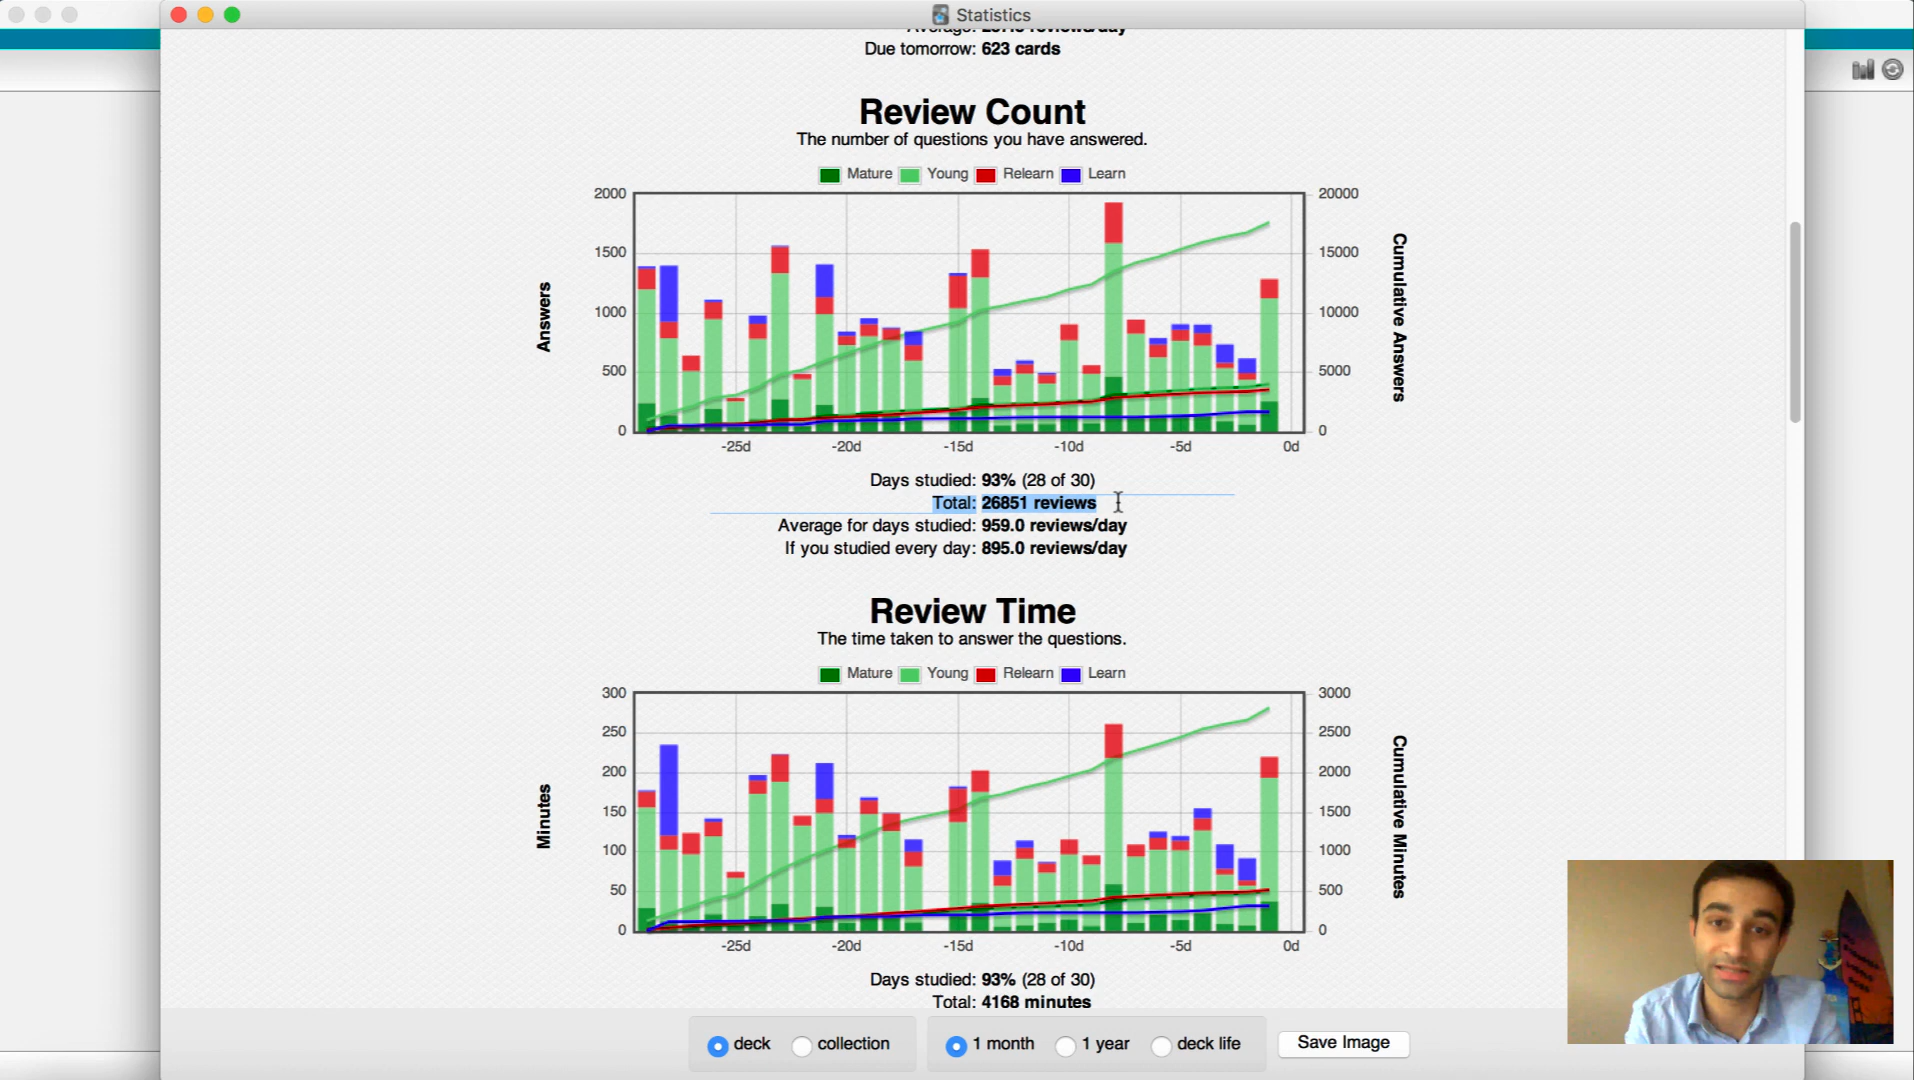 Statistics
Average: reviews/day
Due tomorrow: 623 cards
Review Count
The number of questions you have answered.
Mature Young Relearn Learn
2000 20000
1500 15000
1000 10000
500 5000
0 0
Answers
Cumulative Answers
-25d -20d -15d -10d -5d 0d
Days studied: 93% (28 of 30)
Total: 26851 reviews
Average for days studied: 959.0 reviews/day
If you studied every day: 895.0 reviews/day
Review Time
The time taken to answer the questions.
Mature Young Relearn Learn
300 3000
250 2500
200 2000
150 1500
100 1000
50 500
0 0
Minutes
Cumulative Minutes
-25d -20d -15d -10d -5d 0d
Days studied: 93% (28 of 30)
Total: 4168 minutes
deck collection 1 month 1 year deck life Save Image